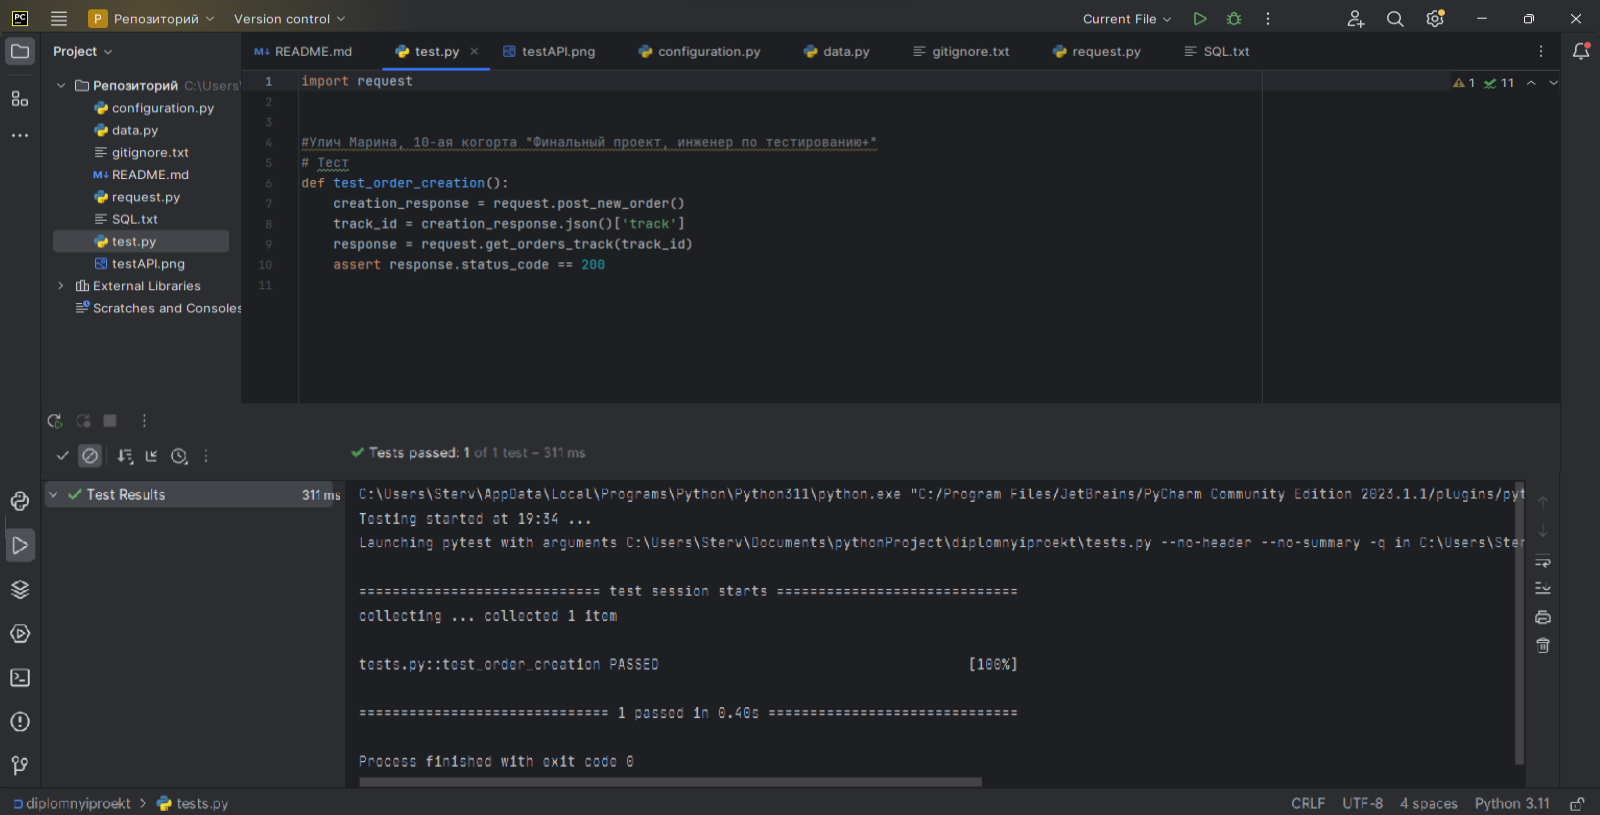 PC P Репозиторий Version control Current File
Project README.md test.py testAPI.png configuration.py data.py gitignore.txt request.py SQL.txt
Репозиторий C:\Users\
configuration.py
data.py
gitignore.txt
README.md
request.py
SQL.txt
test.py
testAPI.png
External Libraries
Scratches and Consoles
1 import request
2
3
4 #Улич Марина, 10-ая когорта "Финальный проект, инженер по тестированию+"
5 # Тест
6 def test_order_creation():
7 creation_response = request.post_new_order()
8 track_id = creation_response.json()['track']
9 response = request.get_orders_track(track_id)
10 assert response.status_code == 200
11
1 11
Tests passed: 1 of 1 test – 311 ms
Test Results 311 ms
C:\Users\Sterv\AppData\Local\Programs\Python\Python311\python.exe "C:/Program Files/JetBrains/PyCharm Community Edition 2023.1.1/plugins/pyt
Testing started at 19:34 ...
Launching pytest with arguments C:\Users\Sterv\Documents\pythonProject\diplomnyiproekt\tests.py --no-header --no-summary -q in C:\Users\Ster
============================= test session starts =============================
collecting ... collected 1 item
tests.py::test_order_creation PASSED [100%]
============================== 1 passed in 0.40s ==============================
Process finished with exit code 0
diplomnyiproekt > tests.py CRLF UTF-8 4 spaces Python 3.11